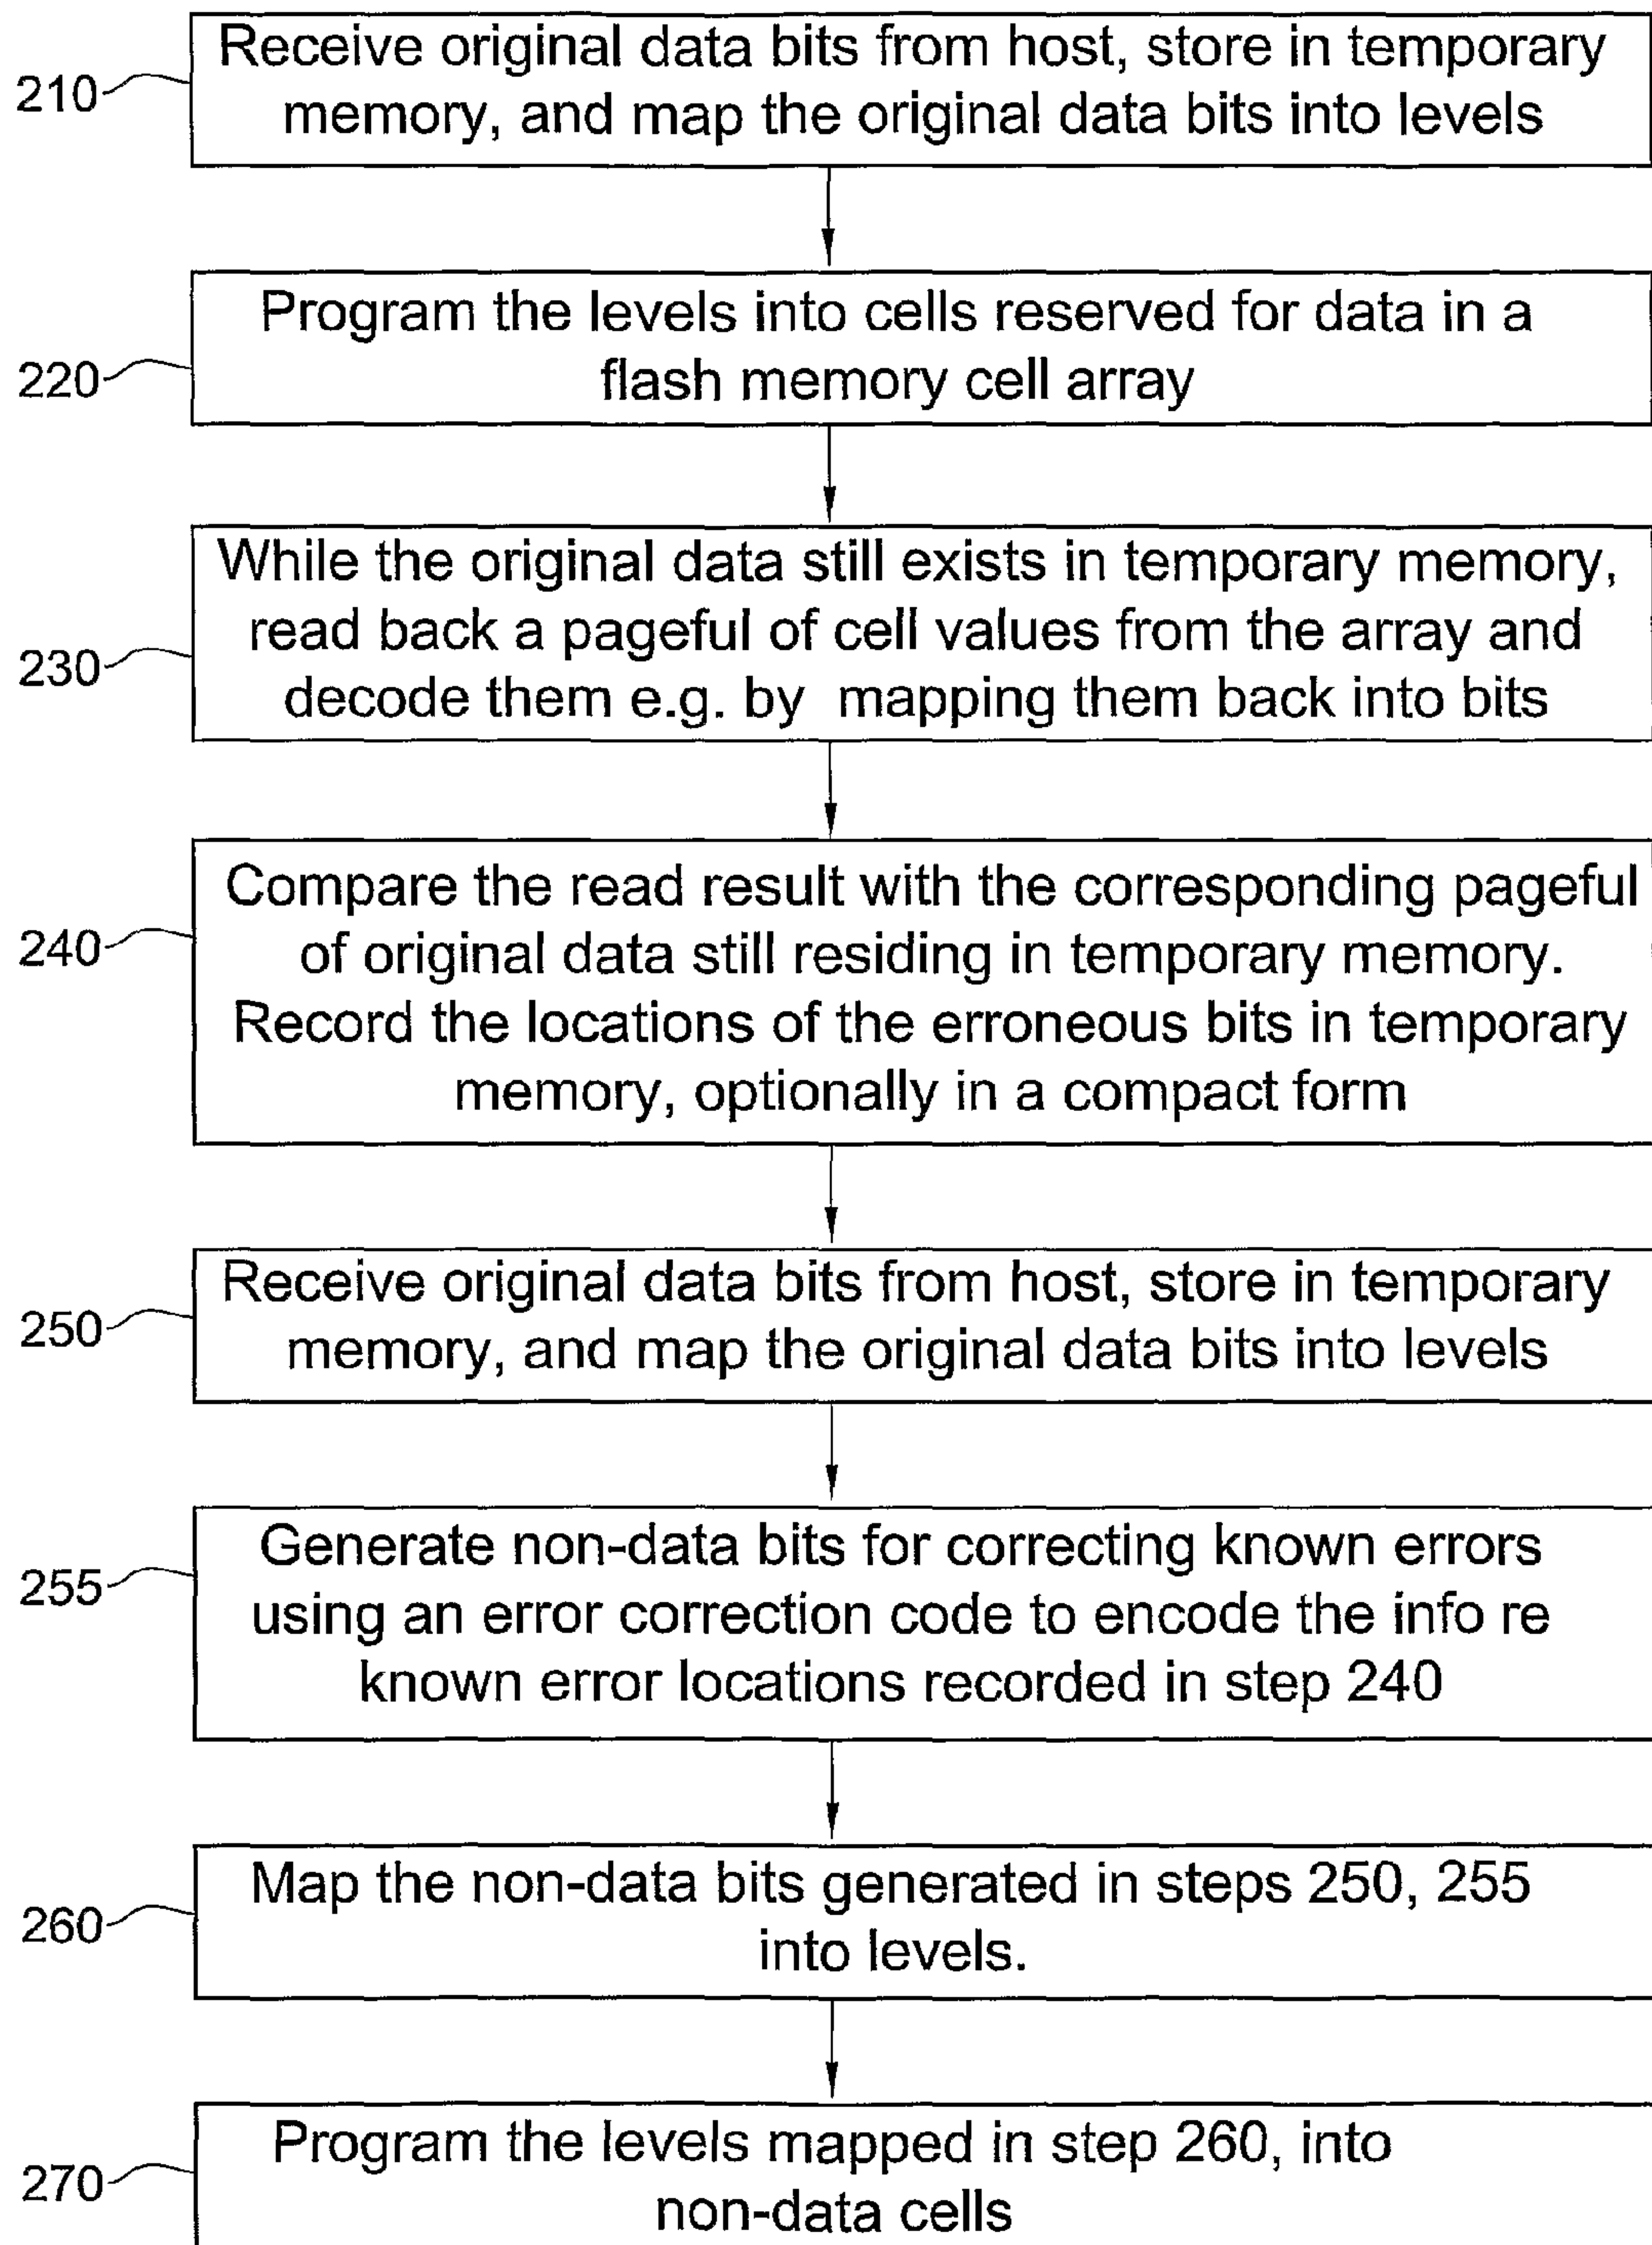 210
Receive original data bits from host, store in temporary
memory, and map the original data bits into levels
220
Program the levels into cells reserved for data in a
flash memory cell array
230
While the original data still exists in temporary memory,
read back a pageful of cell values from the array and
decode them e.g. by mapping them back into bits
240
Compare the read result with the corresponding pageful
of original data still residing in temporary memory.
Record the locations of the erroneous bits in temporary
memory, optionally in a compact form
250
Receive original data bits from host, store in temporary
memory, and map the original data bits into levels
255
Generate non-data bits for correcting known errors
using an error correction code to encode the info re
known error locations recorded in step 240
260
Map the non-data bits generated in steps 250, 255
into levels.
270
Program the levels mapped in step 260, into
non-data cells